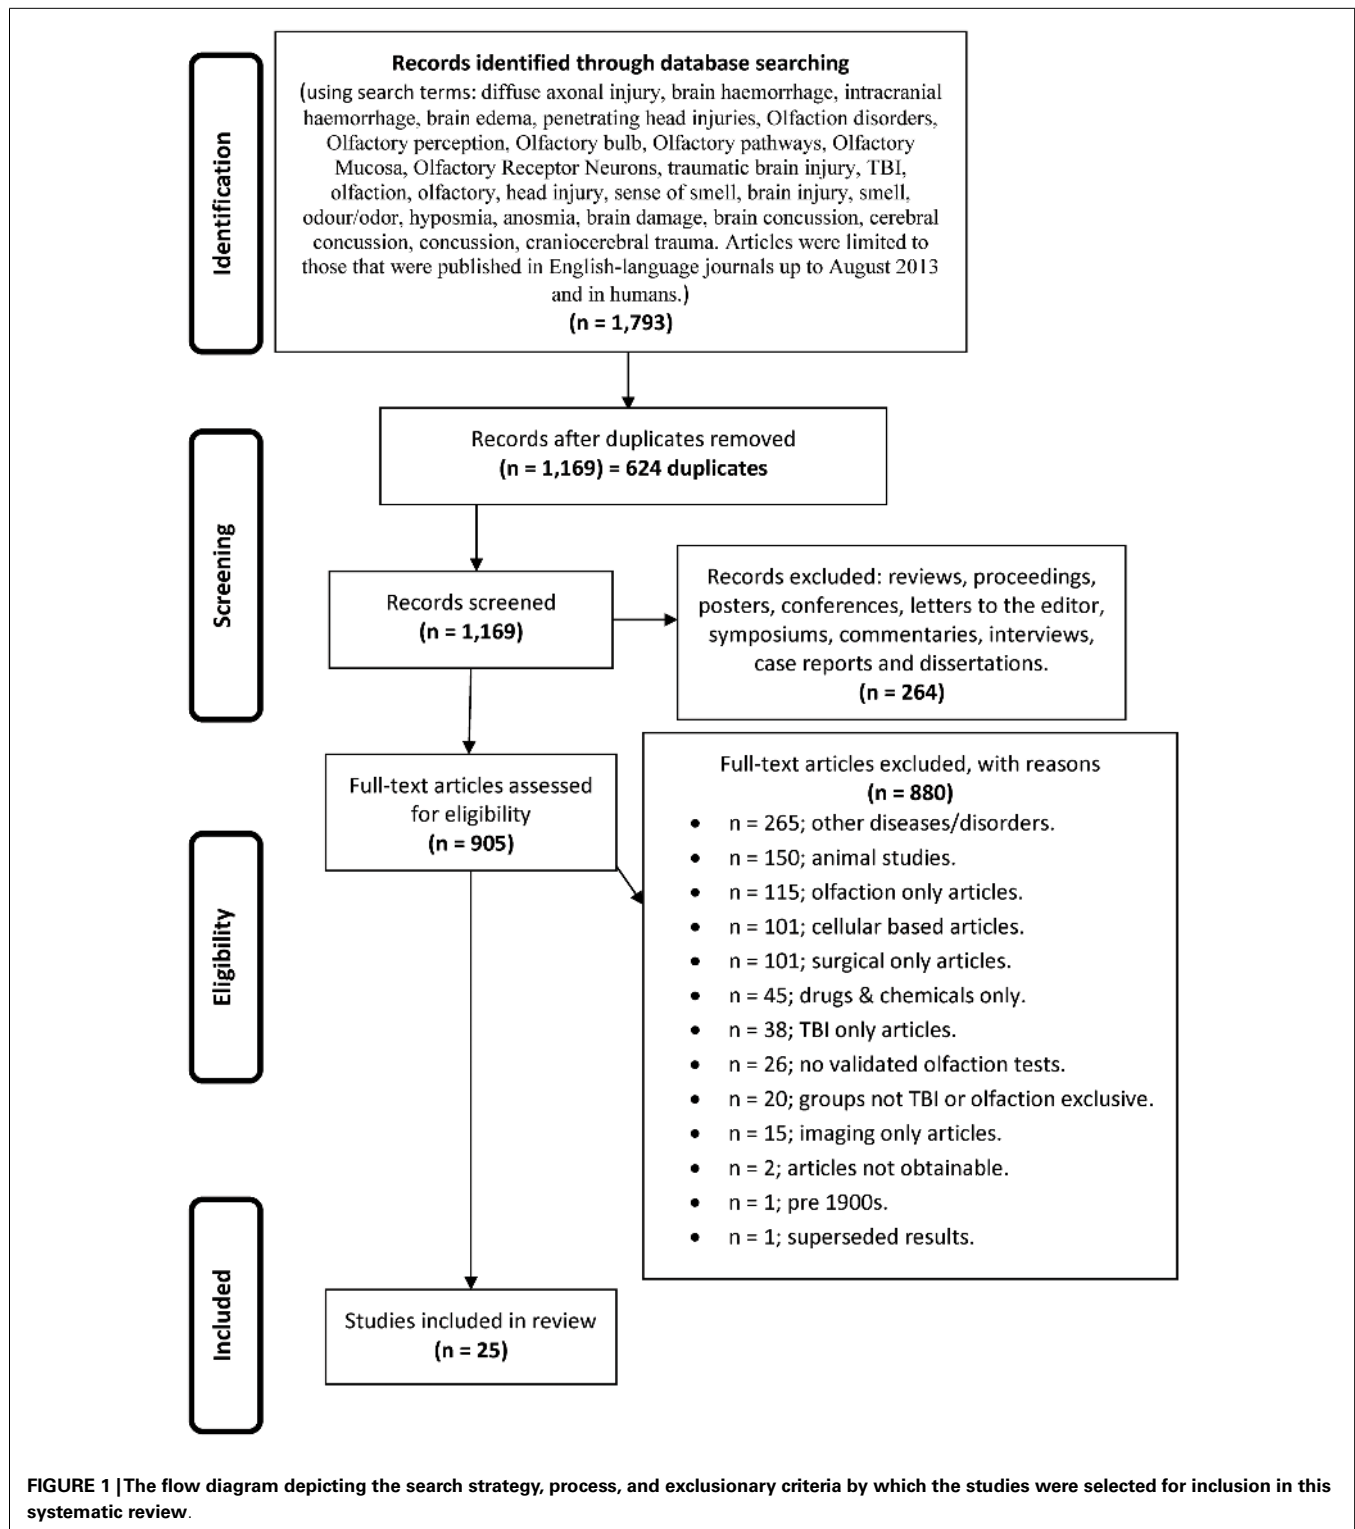 Identification
Records identified through database searching
(using search terms: diffuse axonal injury, brain haemorrhage, intracranial
haemorrhage, brain edema, penetrating head injuries, Olfaction disorders,
Olfactory perception, Olfactory bulb, Olfactory pathways, Olfactory
Mucosa, Olfactory Receptor Neurons, traumatic brain injury, TBI,
olfaction, olfactory, head injury, sense of smell, brain injury, smell,
odour/odor, hyposmia, anosmia, brain damage, brain concussion, cerebral
concussion, concussion, craniocerebral trauma. Articles were limited to
those that were published in English-language journals up to August 2013
and in humans.)
(n = 1,793)
Screening
Records after duplicates removed
(n = 1,169) = 624 duplicates
Records screened
(n = 1,169)
Records excluded: reviews, proceedings,
posters, conferences, letters to the editor,
symposiums, commentaries, interviews,
case reports and dissertations.
(n = 264)
Eligibility
Full-text articles assessed
for eligibility
(n = 905)
Full-text articles excluded, with reasons
(n = 880)
• n = 265; other diseases/disorders.
• n = 150; animal studies.
• n = 115; olfaction only articles.
• n = 101; cellular based articles.
• n = 101; surgical only articles.
• n = 45; drugs & chemicals only.
• n = 38; TBI only articles.
• n = 26; no validated olfaction tests.
• n = 20; groups not TBI or olfaction exclusive.
• n = 15; imaging only articles.
• n = 2; articles not obtainable.
• n = 1; pre 1900s.
• n = 1; superseded results.
Included
Studies included in review
(n = 25)
FIGURE 1 | The flow diagram depicting the search strategy, process, and exclusionary criteria by which the studies were selected for inclusion in this
systematic review.